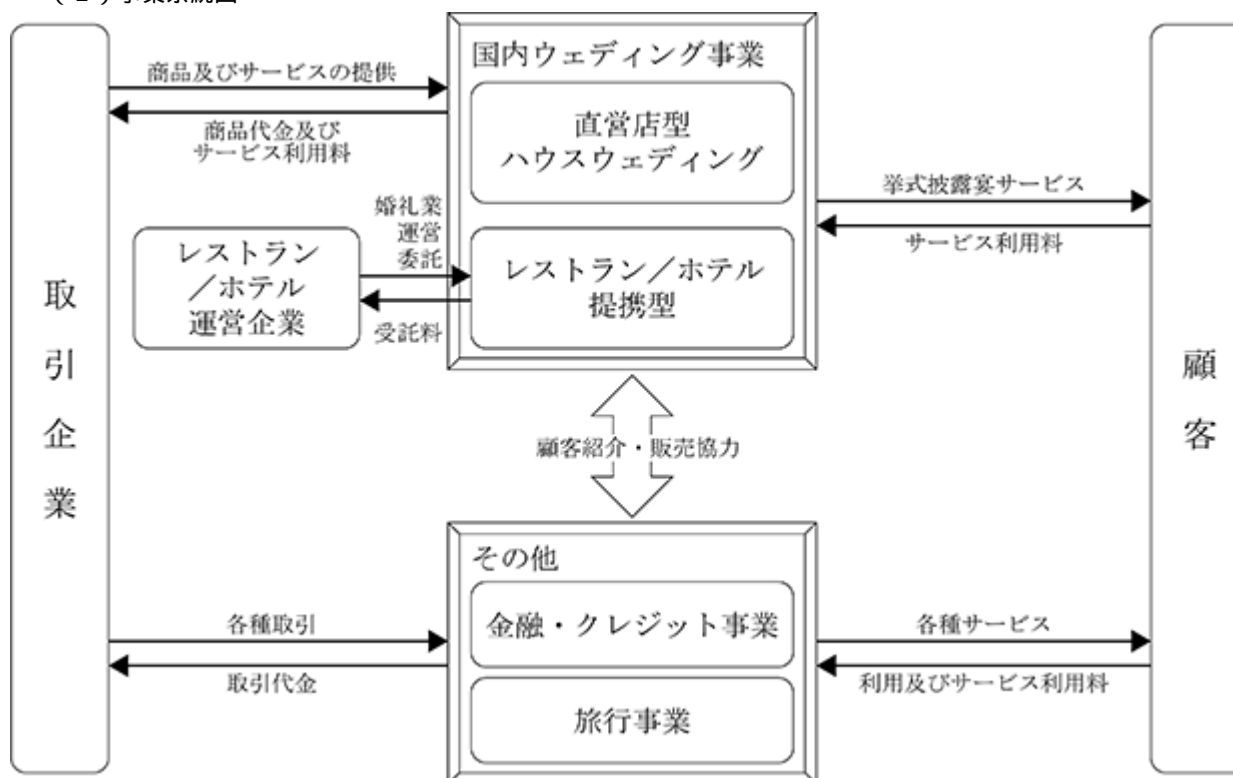 国内ウェディング事業
商品及びサービスの提供
商品代金及び
サービス利用料
直営店型
ハウスウェディング
挙式披露宴サービス
サービス利用料
婚礼業
運営
委託
レストラン
／ホテル
運営企業
受託料
レストラン／ホテル
提携型
取引企業
顧客
顧客紹介・販売協力
その他
金融・クレジット事業
旅行事業
各種取引
取引代金
各種サービス
利用及びサービス利用料